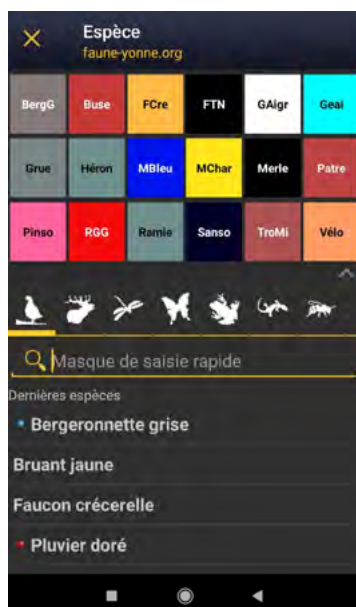 Espèce
faune-yonne.org
BergG Buse FCre FTN GAigr Geai
Grue Héron MBleu MChar Merle Patre
Pinso RGG Ramie Sanso TroMi Vélo
Masque de saisie rapide
Dernières espèces
Bergeronnette grise
Bruant jaune
Faucon crécerelle
Pluvier doré